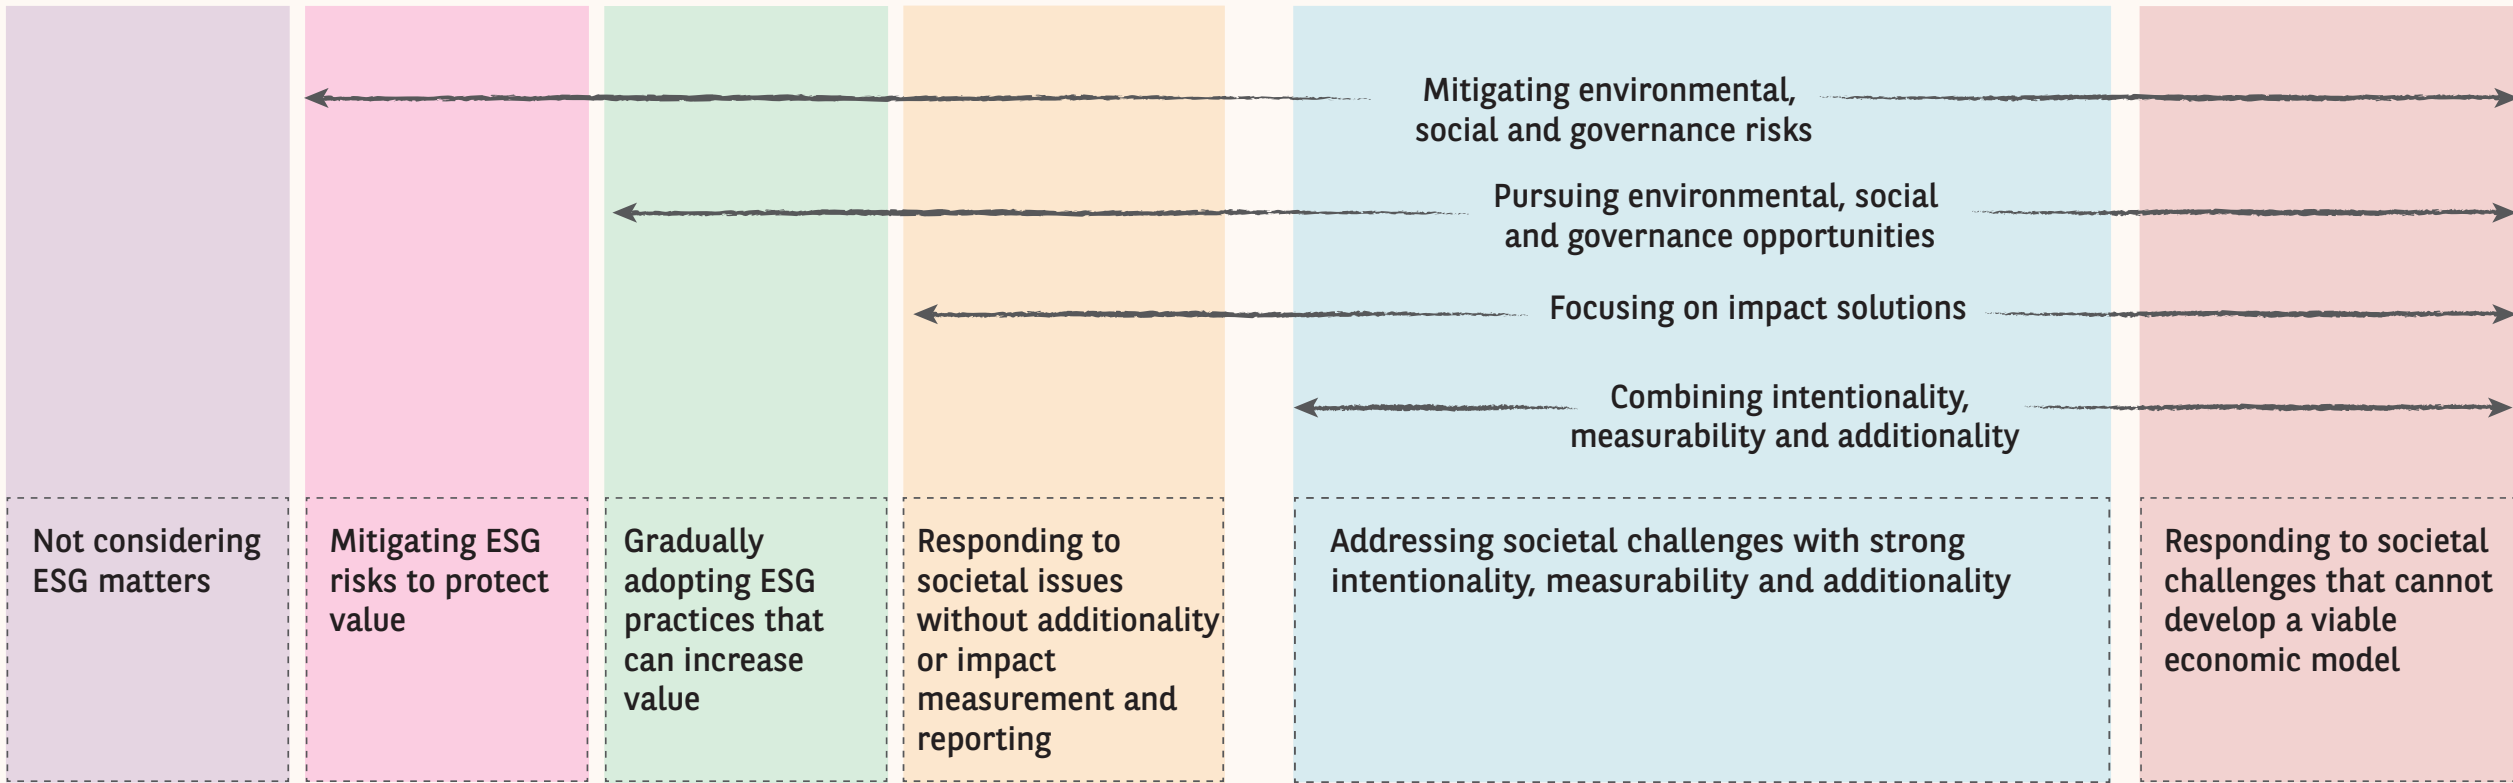 Mitigating environmental,
social and governance risks
Pursuing environmental, social
and governance opportunities
Focusing on impact solutions
Combining intentionality,
measurability and additionality
Not considering
ESG matters
Mitigating ESG
risks to protect
value
Gradually
adopting ESG
practices that
can increase
value
Responding to
societal issues
without additionality
or impact
measurement and
reporting
Addressing societal challenges with strong
intentionality, measurability and additionality
Responding to societal
challenges that cannot
develop a viable
economic model